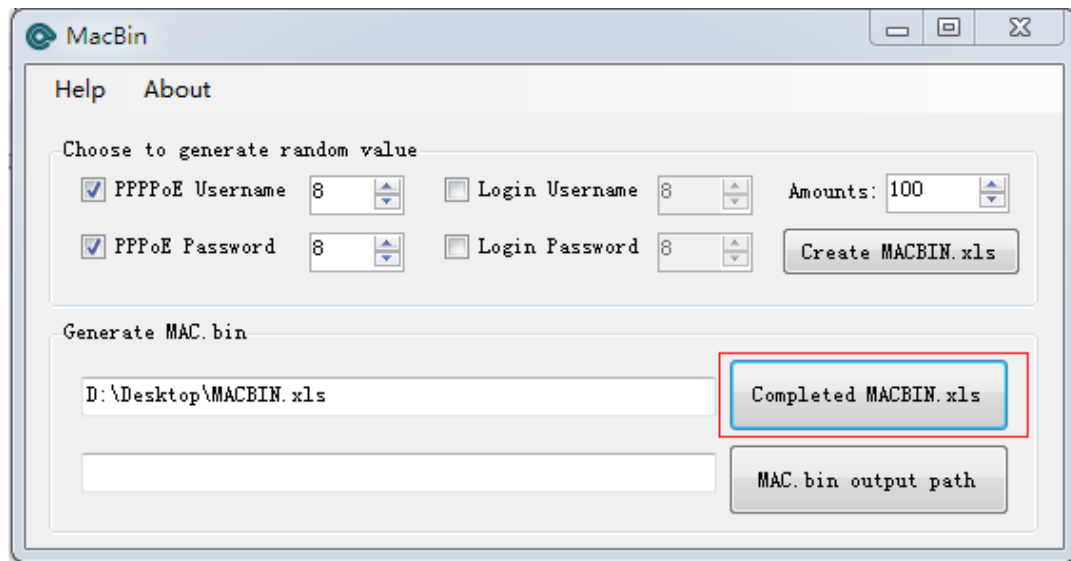 MacBin
Help About
Choose to generate random value
PPPPoE Username 8 Login Username 8 Amounts: 100
PPPoE Password 8 Login Password 8 Create MACBIN.xls
Generate MAC.bin
D:\Desktop\MACBIN.xls Completed MACBIN.xls
MAC.bin output path